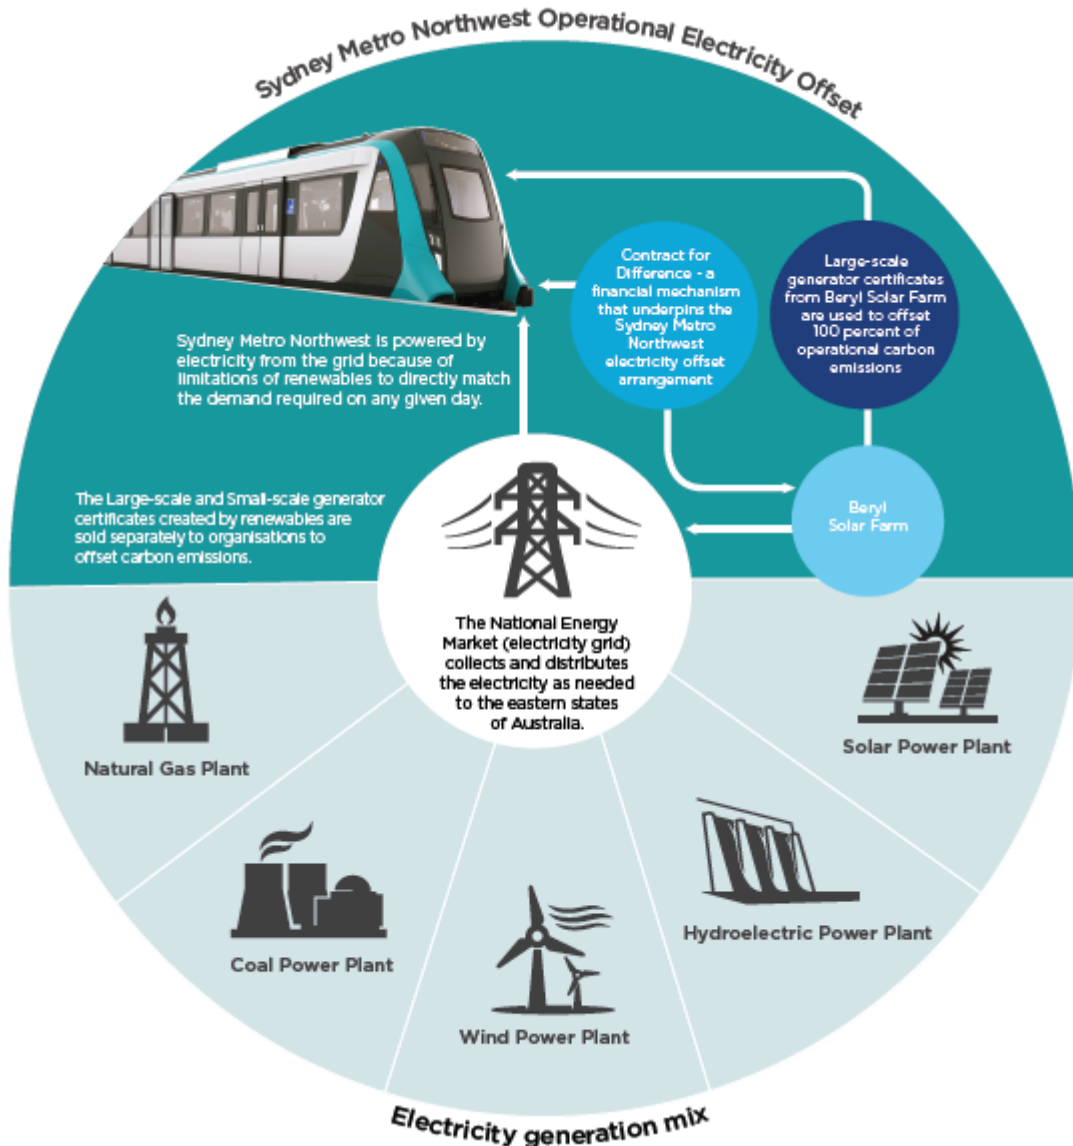 Sydney Metro Northwest Operational Electricity Offset
Contract for
Difference - a
financial mechanism
that underpins the
Sydney Metro
Northwest
electricity offset
arrangement
Large-scale
generator certificates
from Beryl Solar Farm
are used to offset
100 percent of
operational carbon
emissions
Sydney Metro Northwest is powered by
electricity from the grid because of
limitations of renewables to directly match
the demand required on any given day.
The Large-scale and Small-scale generator
certificates created by renewables are
sold separately to organisations to
offset carbon emissions.
Beryl
Solar Farm
The National Energy
Market (electricity grid)
collects and distributes
the electricity as needed
to the eastern states
of Australia.
Natural Gas Plant
Solar Power Plant
Coal Power Plant
Hydroelectric Power Plant
Wind Power Plant
Electricity generation mix